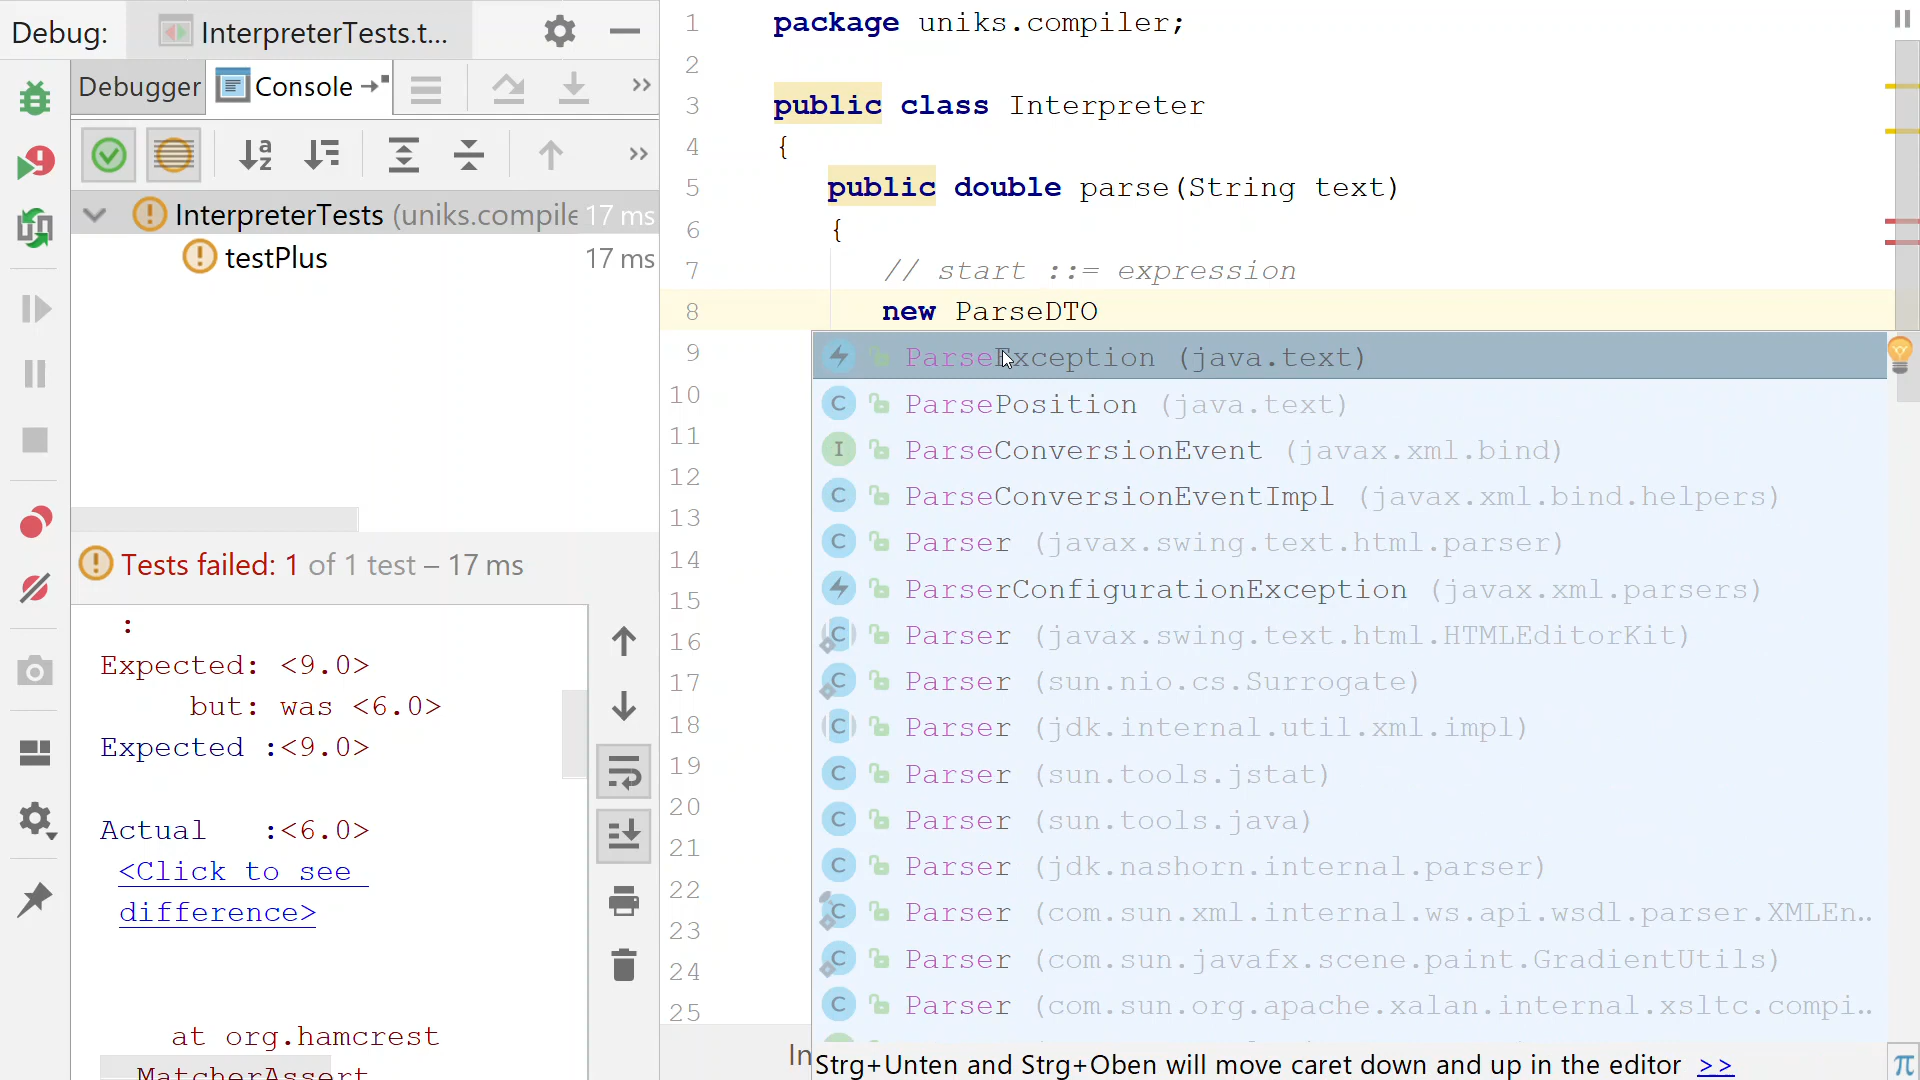 Debug:
InterpreterTests.t...
Debugger
Console
InterpreterTests (uniks.compile 17 ms
testPlus 17 ms
Tests failed: 1 of 1 test – 17 ms
:
Expected: <9.0>
but: was <6.0>
Expected :<9.0>
Actual :<6.0>
<Click to see
difference>
at org.hamcrest
.MatcherAssert
1 package uniks.compiler;
2
3 public class Interpreter
4 {
5 public double parse(String text)
6 {
7 // start ::= expression
8 new ParseDTO
9
10
11
12
13
14
15
16
17
18
19
20
21
22
23
24
25
ParseException (java.text)
ParsePosition (java.text)
ParseConversionEvent (javax.xml.bind)
ParseConversionEventImpl (javax.xml.bind.helpers)
Parser (javax.swing.text.html.parser)
ParserConfigurationException (javax.xml.parsers)
Parser (javax.swing.text.html.HTMLEditorKit)
Parser (sun.nio.cs.Surrogate)
Parser (jdk.internal.util.xml.impl)
Parser (sun.tools.jstat)
Parser (sun.tools.java)
Parser (jdk.nashorn.internal.parser)
Parser (com.sun.xml.internal.ws.api.wsdl.parser.XMLEn..
Parser (com.sun.javafx.scene.paint.GradientUtils)
Parser (com.sun.org.apache.xalan.internal.xsltc.compi..
In
Strg+Unten and Strg+Oben will move caret down and up in the editor >>
π